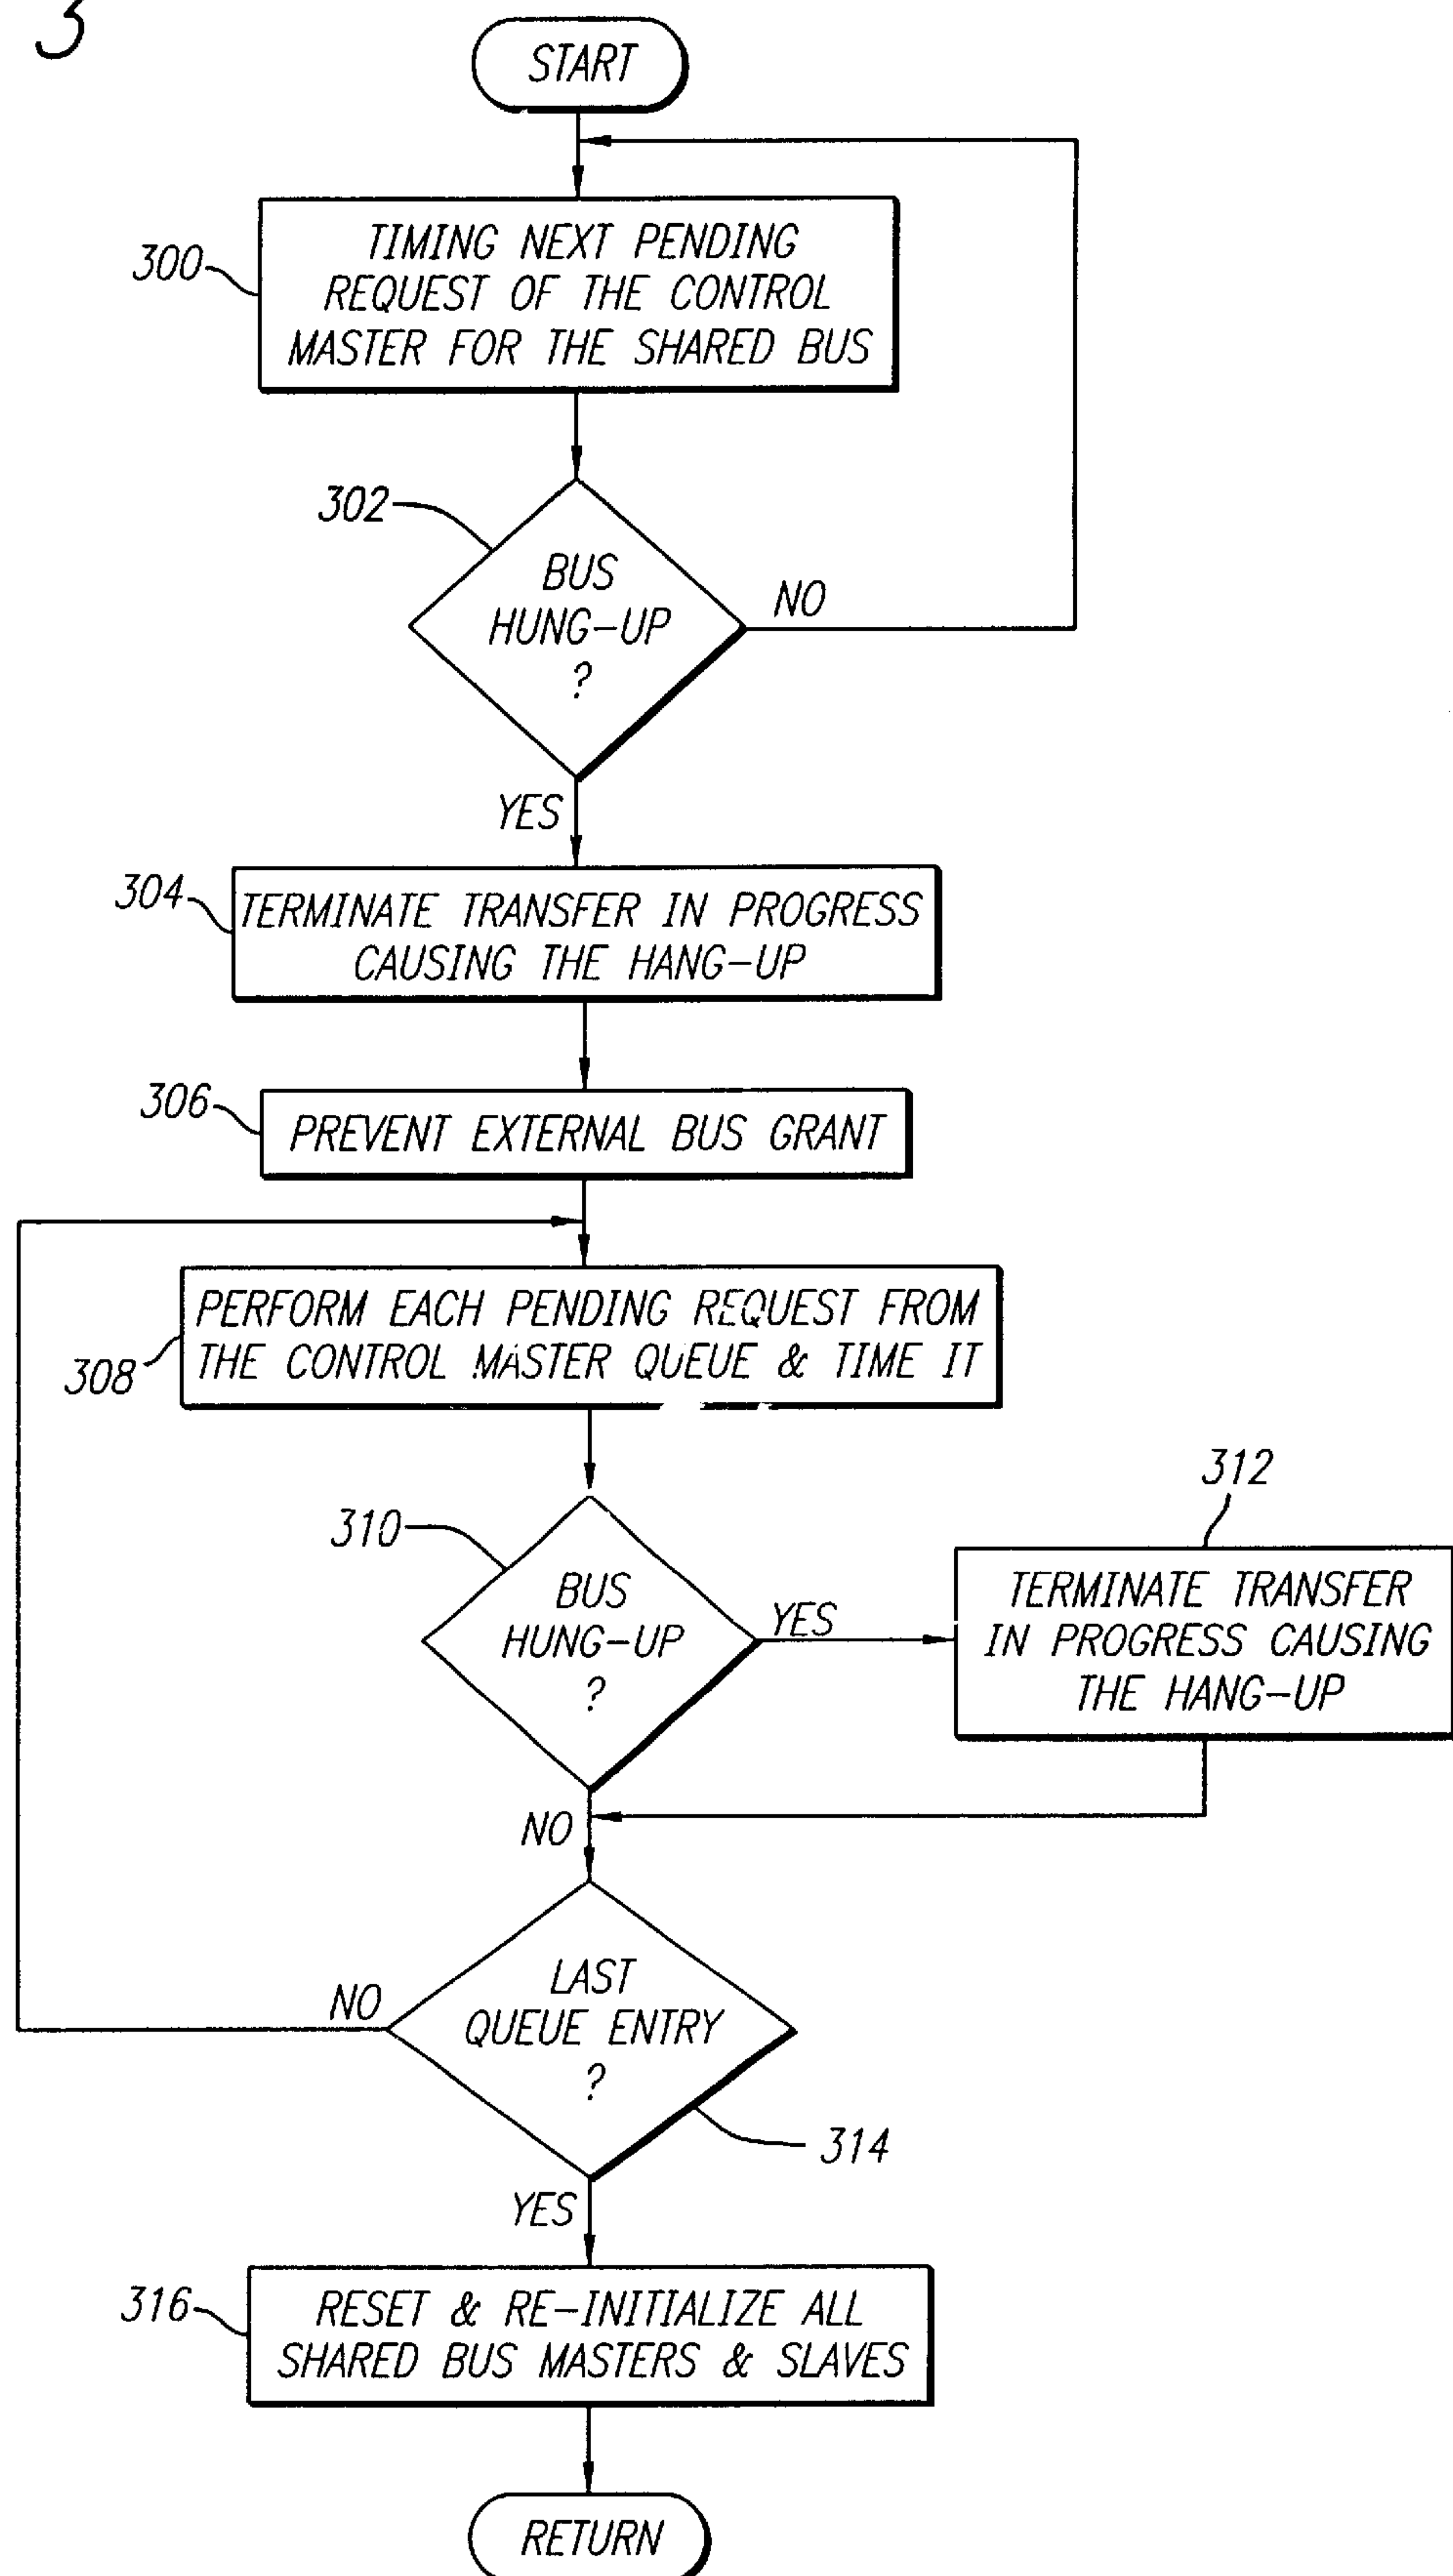 3
START
300
TIMING NEXT PENDING
REQUEST OF THE CONTROL
MASTER FOR THE SHARED BUS
302
BUS
HUNG-UP
?
NO
YES
304
TERMINATE TRANSFER IN PROGRESS
CAUSING THE HANG-UP
306
PREVENT EXTERNAL BUS GRANT
308
PERFORM EACH PENDING REQUEST FROM
THE CONTROL MASTER QUEUE & TIME IT
310
BUS
HUNG-UP
?
YES
312
TERMINATE TRANSFER
IN PROGRESS CAUSING
THE HANG-UP
NO
LAST
QUEUE ENTRY
?
NO
314
YES
316
RESET & RE-INITIALIZE ALL
SHARED BUS MASTERS & SLAVES
RETURN